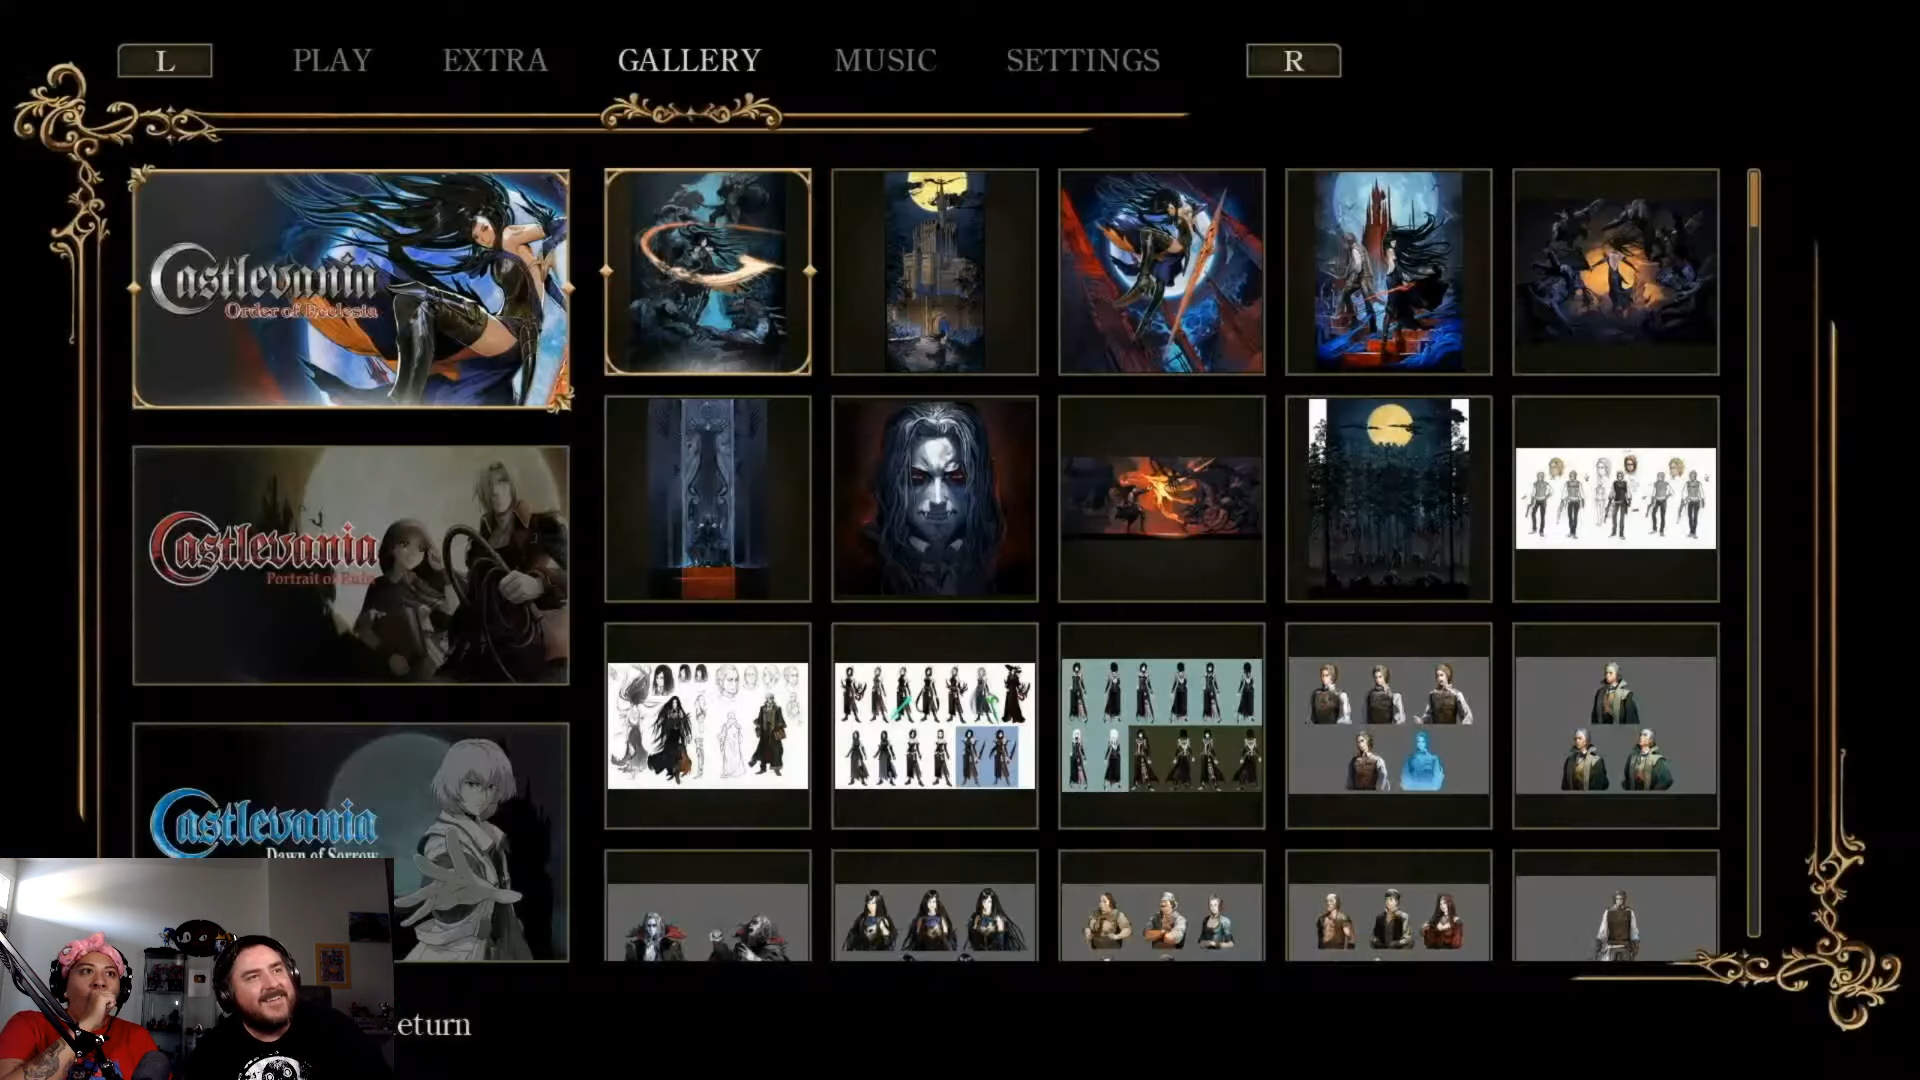 L PLAY EXTRA GALLERY MUSIC SETTINGS R
Castlevania
Order of Ecclesia
Castlevania
Portrait of Ruin
Castlevania
Dawn of Sorrow
eturn